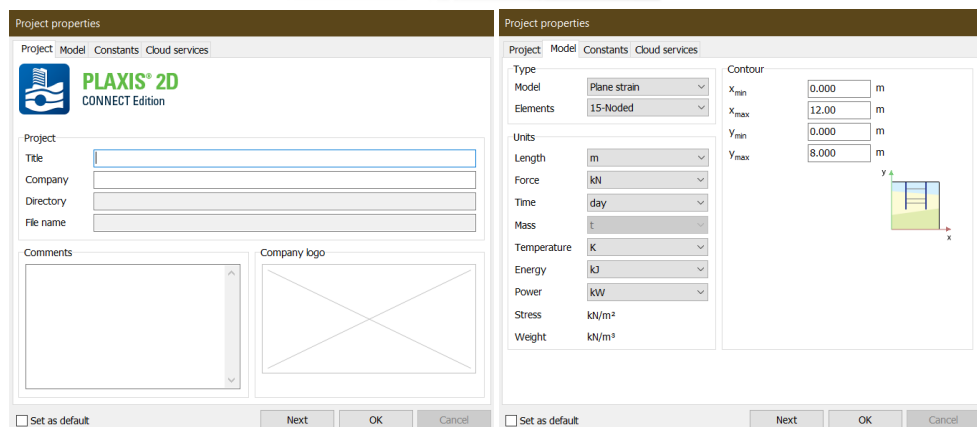 Project properties
Project Model Constants Cloud services
PLAXIS® 2D
CONNECT Edition
Project
Title
Company
Directory
File name
Comments
Company logo
Set as default
Next
OK
Cancel
Project properties
Project Model Constants Cloud services
Type
Model Plane strain
Elements 15-Noded
Units
Length m
Force kN
Time day
Mass t
Temperature K
Energy kJ
Power kW
Stress kN/m²
Weight kN/m³
Contour
xmin 0.000 m
xmax 12.00 m
ymin 0.000 m
ymax 8.000 m
y
x
Set as default
Next
OK
Cancel